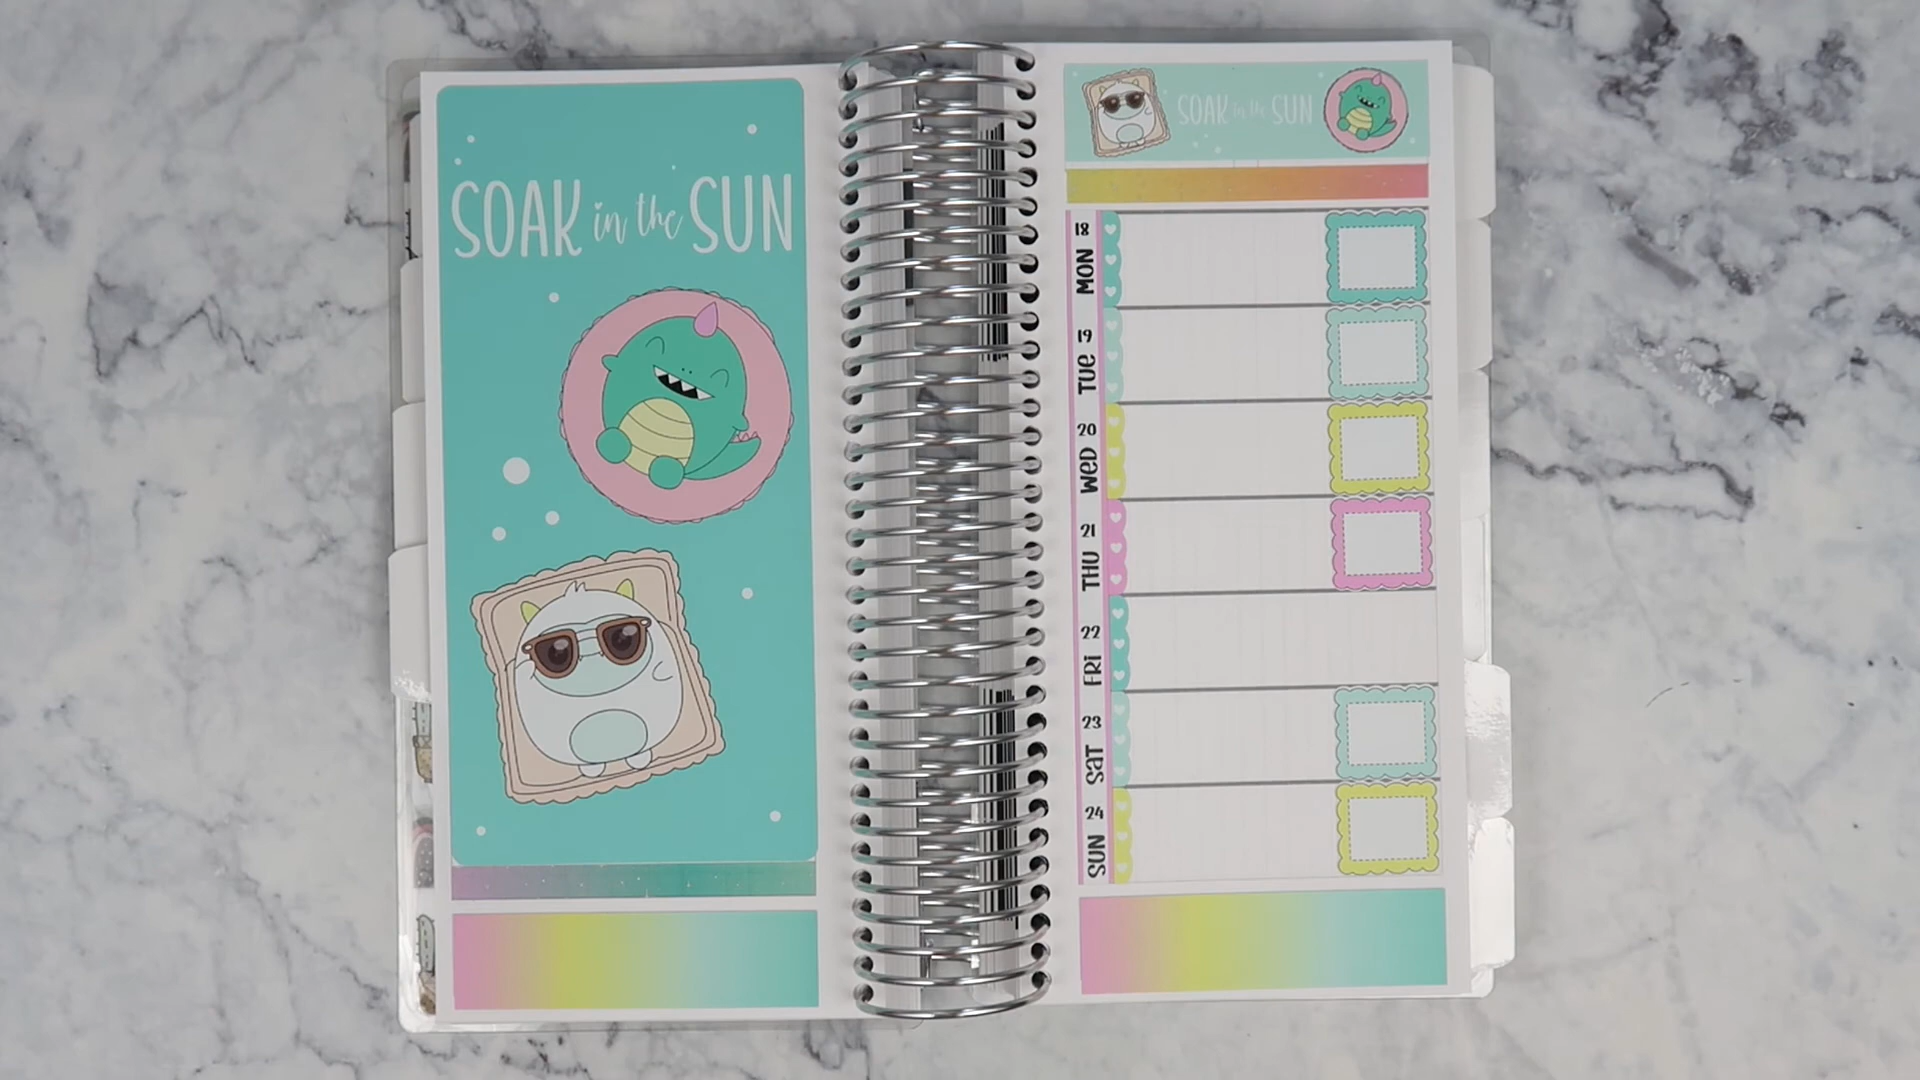 SOAK in the SUN
SOAK in the SUN
18
MON
19
TUE
20
WED
21
THU
22
FRI
23
SAT
24
SUN